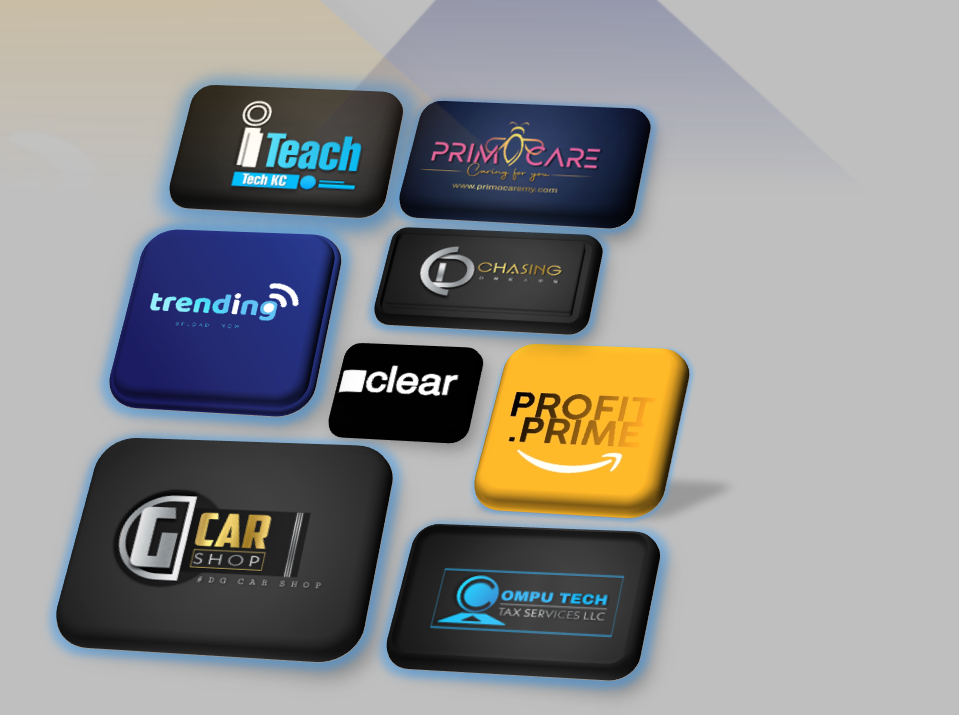 iTeach
Tech KC
PRIMOCARE
Caring for you
www.primocaremy.com
trending
CHASING
clear
PROFIT
.PRIME
G CAR
SHOP
#DG CAR SHOP
COMPU TECH
TAX SERVICES LLC